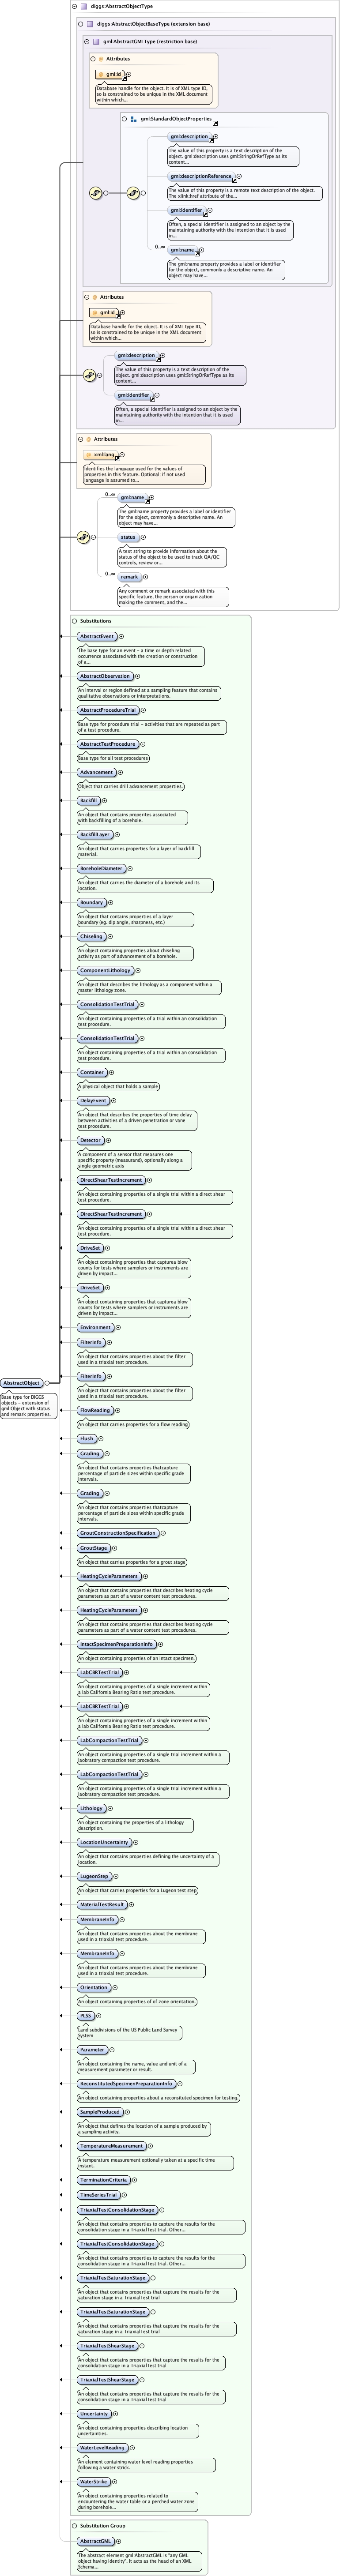 diggs:AbstractObjectType
diggs:AbstractObjectBaseType (extension base)
gml:AbstractGMLType (restriction base)
Attributes
gml:id
Database handle for the object. It is of XML type ID,
so is constrained to be unique in the XML document
within which...
gml:StandardObjectProperties
gml:description
The value of this property is a text description of the
object. gml:description uses gml:StringOrRefType as its
content...
gml:descriptionReference
The value of this property is a remote text description of the
object. The xlink:href attribute of the...
gml:identifier
Often, a special identifier is assigned to an object by the
maintaining authority with the intention that it is used
in...
0..∞
gml:name
The gml:name property provides a label or identifier
for the object, commonly a descriptive name. An
object may have...
Attributes
gml:id
Database handle for the object. It is of XML type ID,
so is constrained to be unique in the XML document
within which...
gml:description
The value of this property is a text description of the
object. gml:description uses gml:StringOrRefType as its
content...
gml:identifier
Often, a special identifier is assigned to an object by the
maintaining authority with the intention that it is used
in...
Attributes
xml:lang
Identifies the language used for the values of
properties in this feature. Optional, if not used
language is assumed to...
0..∞
gml:name
The gml:name property provides a label or identifier
for the object, commonly a descriptive name. An
object may have...
status
A text string to provide information about the
status of the object to be used to track QA/QC
controls, review or...
0..∞
remark
Any comment or remark associated with this
specific feature, the person or organization
making the comment, and the...
Substitutions
AbstractEvent
The base type for an event - a time or depth related
occurrence associated with the creation or construction
of a...
AbstractObservation
An interval or region defined at a sampling feature that contains
qualitative observations or interpretations.
AbstractProcedureTrial
Base type for procedure trial - activities that are repeated as part
of a test procedure.
AbstractTestProcedure
Base type for all test procedures
Advancement
Object that carries drill advancement properties.
Backfill
An object that contains properites associated
with backfilling of a borehole.
BackfillLayer
An object that carries properties for a layer of backfill
material.
BoreholeDiameter
An object that carries the diameter of a borehole and its
location.
Boundary
An object that contains properties of a layer
boundary (eg. dip angle, sharpness, etc.)
Chiseling
An object containing properties about chiseling
activity as part of advancement of a borehole.
ComponentLithology
An object that describes the lithology as a component within a
master lithology zone.
ConsolidationTestTrial
An object containing properties of a trial within an consolidation
test procedure.
ConsolidationTestTrial
An object containing properties of a trial within an consolidation
test procedure.
Container
A physical object that holds a sample
DelayEvent
An object that describes the properties of time delay
between activities of a driven penetration or vane
test procedure.
Detector
A component of a sensor that measures one
specific property (measurand), optionally along a
single geometric axis
DirectShearTestIncrement
An object containing properties of a single trial within a direct shear
test procedure.
DirectShearTestIncrement
An object containing properties of a single trial within a direct shear
test procedure.
DriveSet
An object containing properties that capturea blow
counts for tests where samplers or instruments are
driven by impact...
DriveSet
An object containing properties that capturea blow
counts for tests where samplers or instruments are
driven by impact...
Environment
FilterInfo
An object that contains properties about the filter
used in a triaxial test procedure.
FilterInfo
An object that contains properties about the filter
used in a triaxial test procedure.
AbstractObject
Base type for DIGGS
objects - extension of
gml Object with status
and remark properties.
FlowReading
An object that carries properties for a flow reading
Flush
Grading
An object that contains properties thatcapture
percentage of particle sizes within specific grade
intervals.
Grading
An object that contains properties thatcapture
percentage of particle sizes within specific grade
intervals.
GroutConstructionSpecification
GroutStage
An object that carries properties for a grout stage
HeatingCycleParameters
An object that contains properties that describes heating cycle
parameters as part of a water content test procedures.
HeatingCycleParameters
An object that contains properties that describes heating cycle
parameters as part of a water content test procedures.
IntactSpecimenPreparationInfo
An object containing properties of an intact specimen.
LabCBRTestTrial
An object containing properties of a single increment within
a lab California Bearing Ratio test procedure.
LabCBRTestTrial
An object containing properties of a single increment within
a lab California Bearing Ratio test procedure.
LabCompactionTestTrial
An object containing properties of a single trial increment within a
laobratory compaction test procedure.
LabCompactionTestTrial
An object containing properties of a single trial increment within a
laobratory compaction test procedure.
Lithology
An object containing the properties of a lithology
description.
LocationUncertainty
An object that contains properties defining the uncertainty of a
location.
LugeonStep
An object that carries properties for a Lugeon test step
MaterialTestResult
MembraneInfo
An object that contains properties about the membrane
used in a triaxial test procedure.
MembraneInfo
An object that contains properties about the membrane
used in a triaxial test procedure.
Orientation
An object containing properties of of zone orientation.
PLSS
Land subdivisions of the US Public Land Survey
System
Parameter
An object containing the name, value and unit of a
measurement parameter or result.
ReconstitutedSpecimenPreparationInfo
An object containing properties about a reconsituted specimen for testing.
SampleProduced
An object that defines the location of a sample produced by
a sampling activity.
TemperatureMeasurement
A temperature measurement optionally taken at a specific time
instant.
TerminationCriteria
TimeSeriesTrial
TriaxialTestConsolidationStage
An object that contains properties to capture the results for the
consolidation stage in a TriaxialTest trial. Other...
TriaxialTestConsolidationStage
An object that contains properties to capture the results for the
consolidation stage in a TriaxialTest trial. Other...
TriaxialTestSaturationStage
An object that contains properties that capture the results for the
saturation stage in a TriaxialTest trial
TriaxialTestSaturationStage
An object that contains properties that capture the results for the
saturation stage in a TriaxialTest trial
TriaxialTestShearStage
An object that contains properties that capture the results for the
consolidation stage in a TriaxialTest trial
TriaxialTestShearStage
An object that contains properties that capture the results for the
consolidation stage in a TriaxialTest trial
Uncertainty
An object containing properties describing location
uncertainties.
WaterLevelReading
An element containing water level reading properties
following a water strick.
WaterStrike
An object containing properties related to
encountering the water table or a perched water zone
during borehole...
Substitution Group
AbstractGML
The abstract element gml:AbstractGML is "any GML
object having identity". It acts as the head of an XML
Schema...